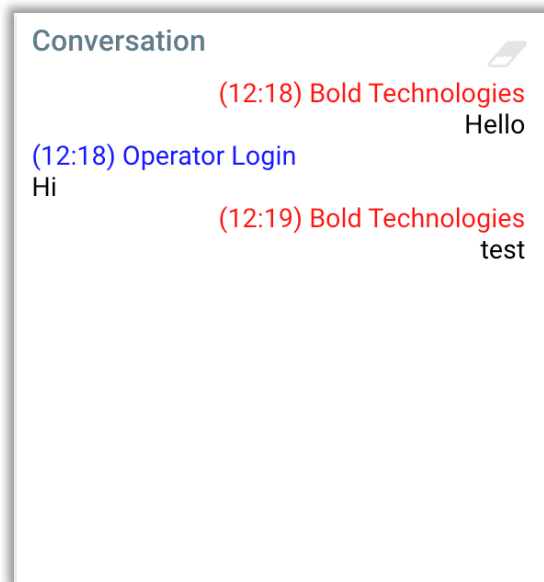 Conversation
(12:18) Bold Technologies
Hello
(12:18) Operator Login
Hi
(12:19) Bold Technologies
test